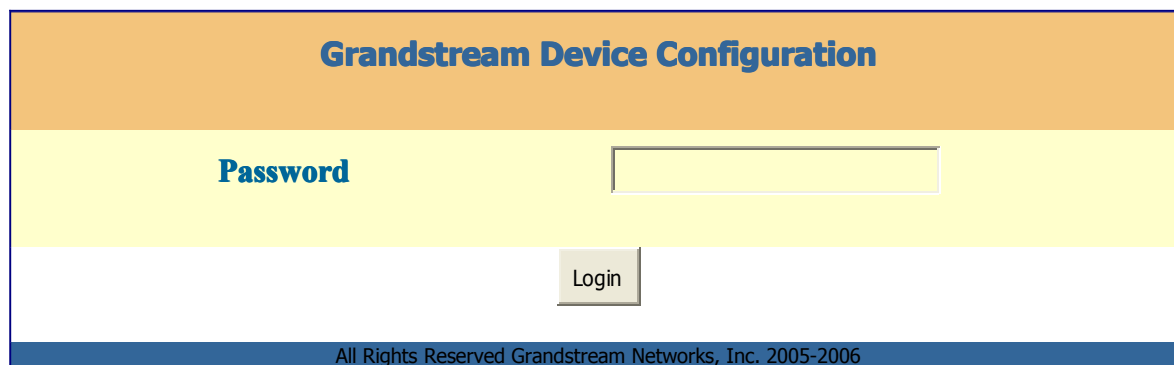 Grandstream Device Configuration
Password
Login
All Rights Reserved Grandstream Networks, Inc. 2005-2006